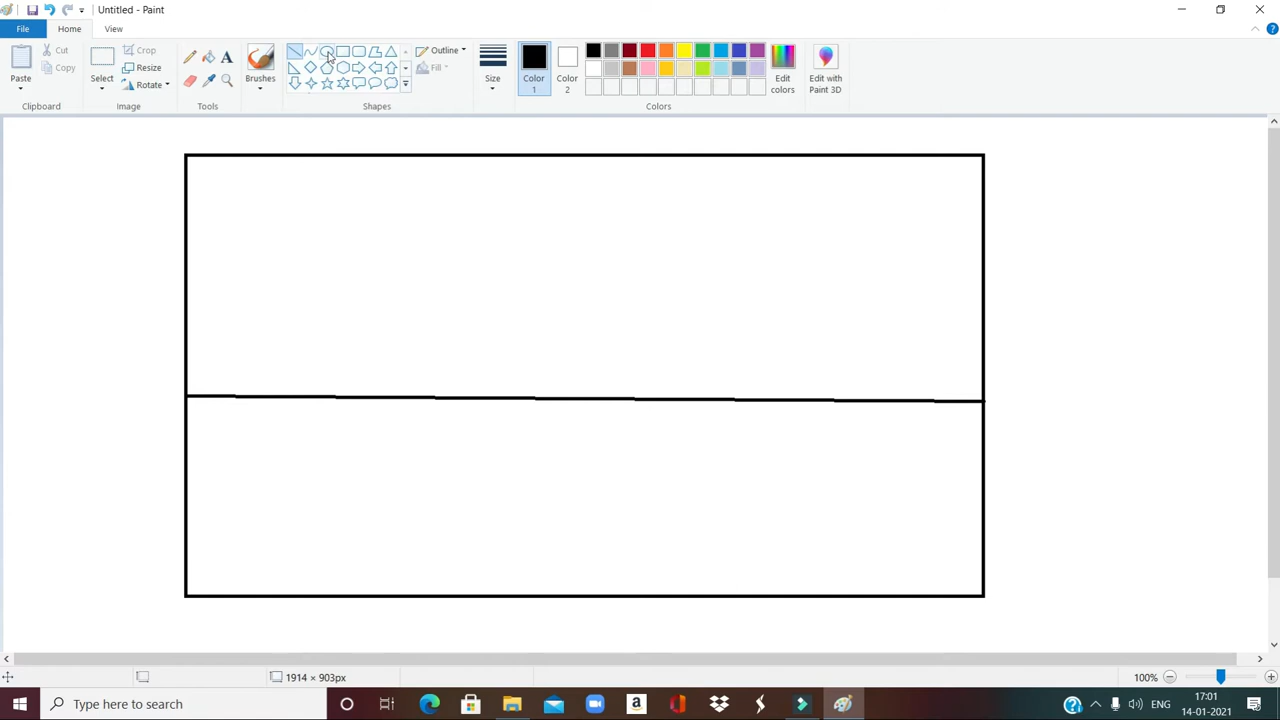 Untitled - Paint
File Home View
Paste
Cut
Copy
Clipboard
Select
Crop
Resize
Rotate
Image
A
Tools
Brushes
Shapes
Outline
Fill
Size
Color 1
Color 2
Colors
Edit colors
Edit with Paint 3D
1914 × 903px
100%
Type here to search
a
ENG
17:01
14-01-2021